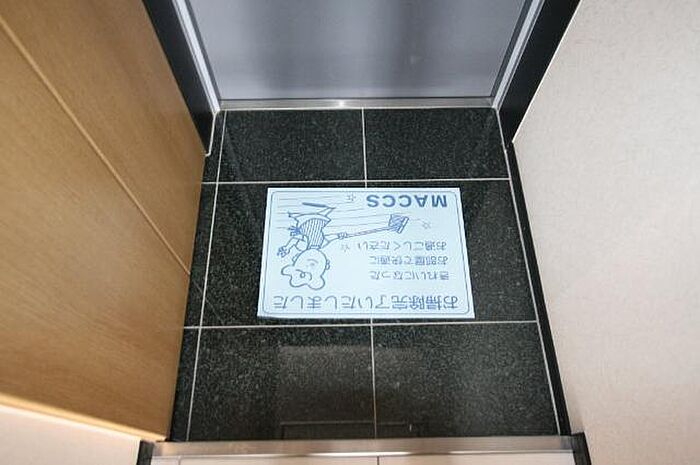 お掃除完了いたしました
きれいになった
お部屋で快適に
お過ごしください
MACCS